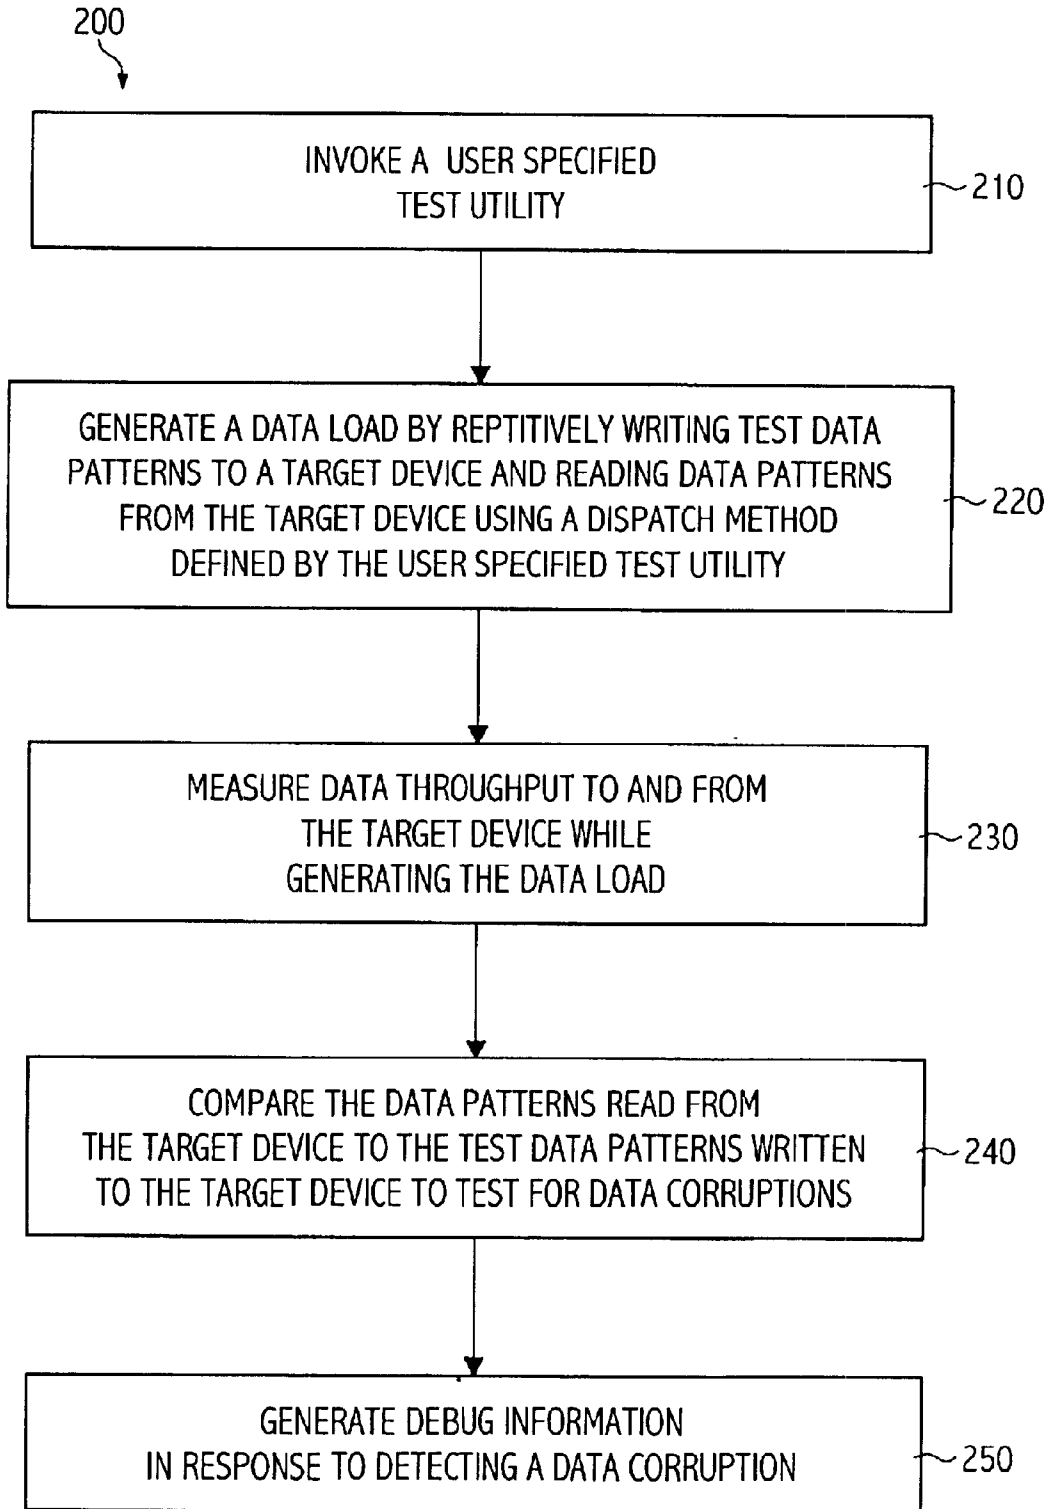 200
INVOKE A USER SPECIFIED
TEST UTILITY
210
GENERATE A DATA LOAD BY REPTITIVELY WRITING TEST DATA
PATTERNS TO A TARGET DEVICE AND READING DATA PATTERNS
FROM THE TARGET DEVICE USING A DISPATCH METHOD
DEFINED BY THE USER SPECIFIED TEST UTILITY
220
MEASURE DATA THROUGHPUT TO AND FROM
THE TARGET DEVICE WHILE
GENERATING THE DATA LOAD
230
COMPARE THE DATA PATTERNS READ FROM
THE TARGET DEVICE TO THE TEST DATA PATTERNS WRITTEN
TO THE TARGET DEVICE TO TEST FOR DATA CORRUPTIONS
240
GENERATE DEBUG INFORMATION
IN RESPONSE TO DETECTING A DATA CORRUPTION
250